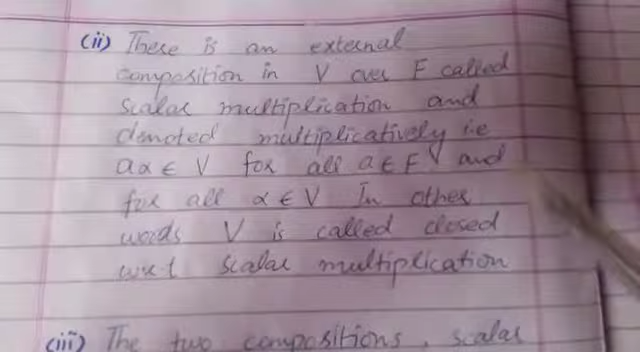 (ii) There is an external
composition in V over F called
scalar multiplication and
denoted multiplicatively i.e
aα ∈ V for all a ∈ F and
for all α ∈ V In other
words V is called closed
w.r.t scalar multiplication
(iii) The two compositions, scalar